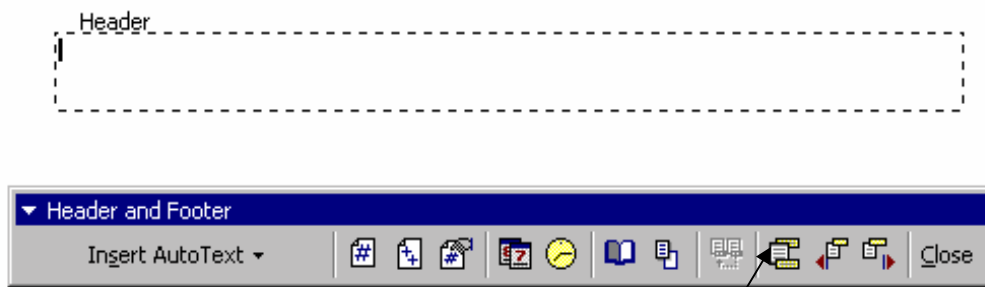 Header
Header and Footer
Insert AutoText
Close